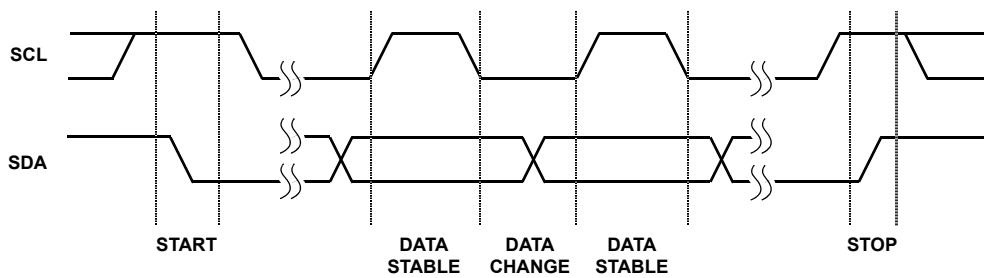 SCL
SDA
START
DATA
STABLE
DATA
CHANGE
DATA
STABLE
STOP